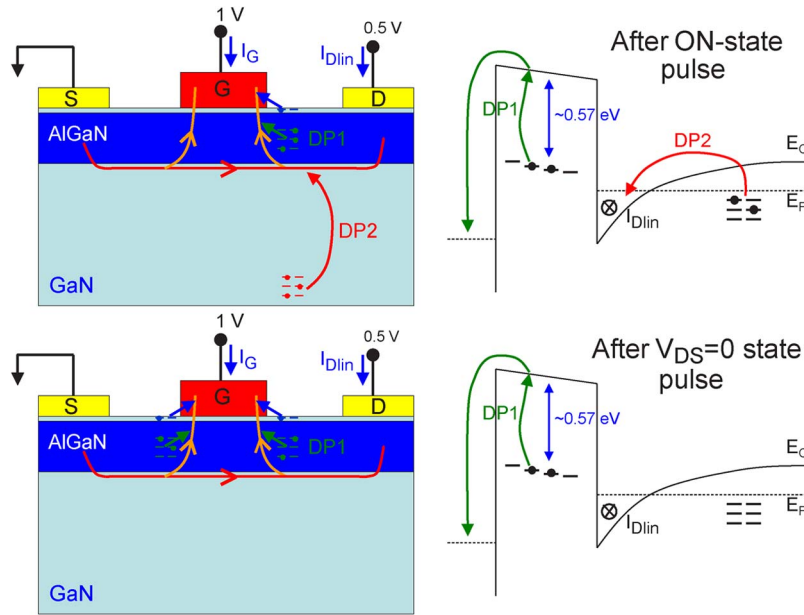 1 V
0.5 V
I_G
I_Dlin
S
G
D
AlGaN
DP1
DP2
GaN
After ON-state
pulse
DP1
~0.57 eV
DP2
E_C
E_F
I_Dlin
1 V
0.5 V
I_G
I_Dlin
S
G
D
AlGaN
DP1
GaN
After V_DS=0 state
pulse
DP1
~0.57 eV
E_C
E_F
I_Dlin